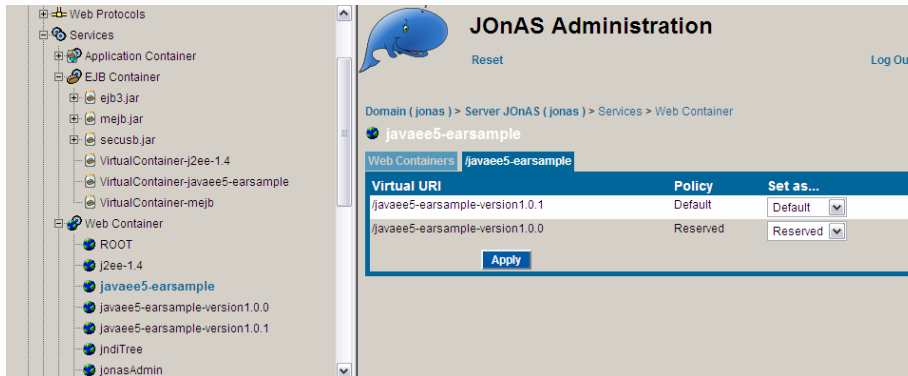 Web Protocols
Services
Application Container
EJB Container
ejb3.jar
mejb.jar
secusb.jar
VirtualContainer-j2ee-1.4
VirtualContainer-javaee5-earsample
VirtualContainer-mejb
Web Container
ROOT
j2ee-1.4
javaee5-earsample
javaee5-earsample-version1.0.0
javaee5-earsample-version1.0.1
jndiTree
jonasAdmin
JOnAS Administration
Reset Log Ou
Domain ( jonas ) > Server JOnAS ( jonas ) > Services > Web Container
javaee5-earsample
Web Containers /javaee5-earsample
Virtual URI Policy Set as...
/javaee5-earsample-version1.0.1 Default Default
/javaee5-earsample-version1.0.0 Reserved Reserved
Apply